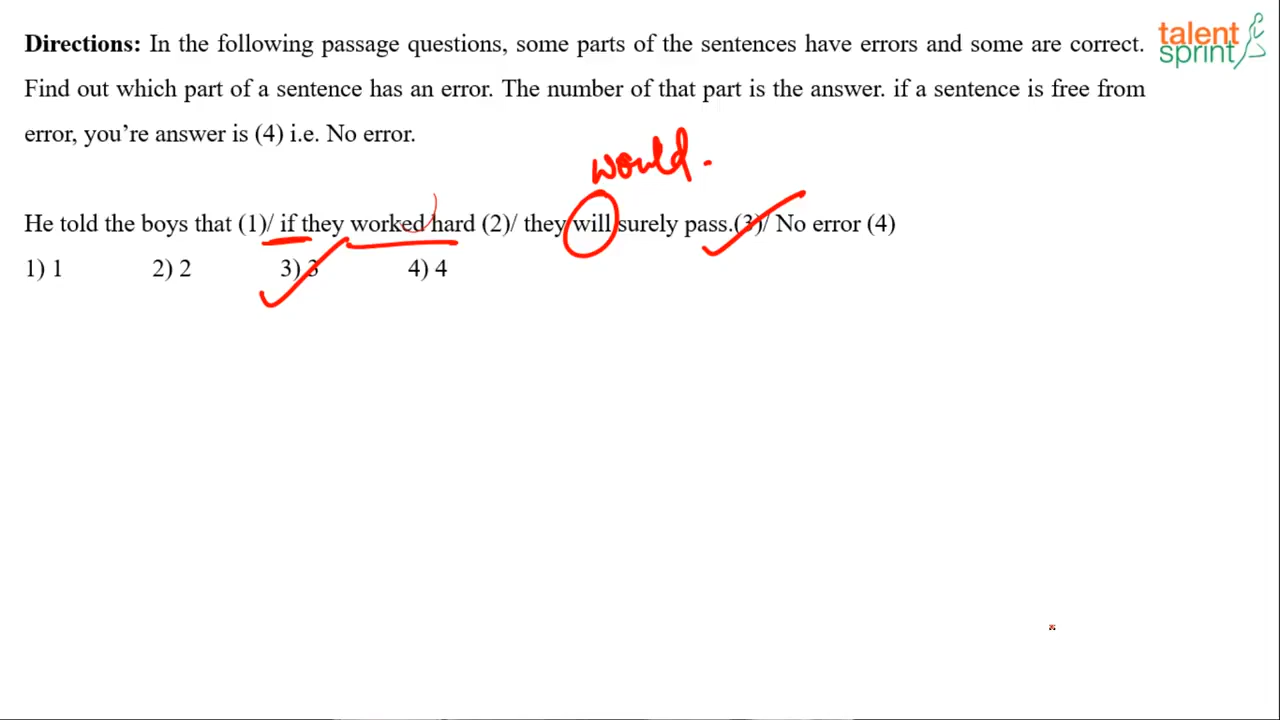 talent
sprint
Directions: In the following passage questions, some parts of the sentences have errors and some are correct.
Find out which part of a sentence has an error. The number of that part is the answer. if a sentence is free from
error, you’re answer is (4) i.e. No error.
would.
He told the boys that (1)/ if they worked hard (2)/ they will surely pass.(3)/ No error (4)
1) 1 2) 2 3) 3 4) 4